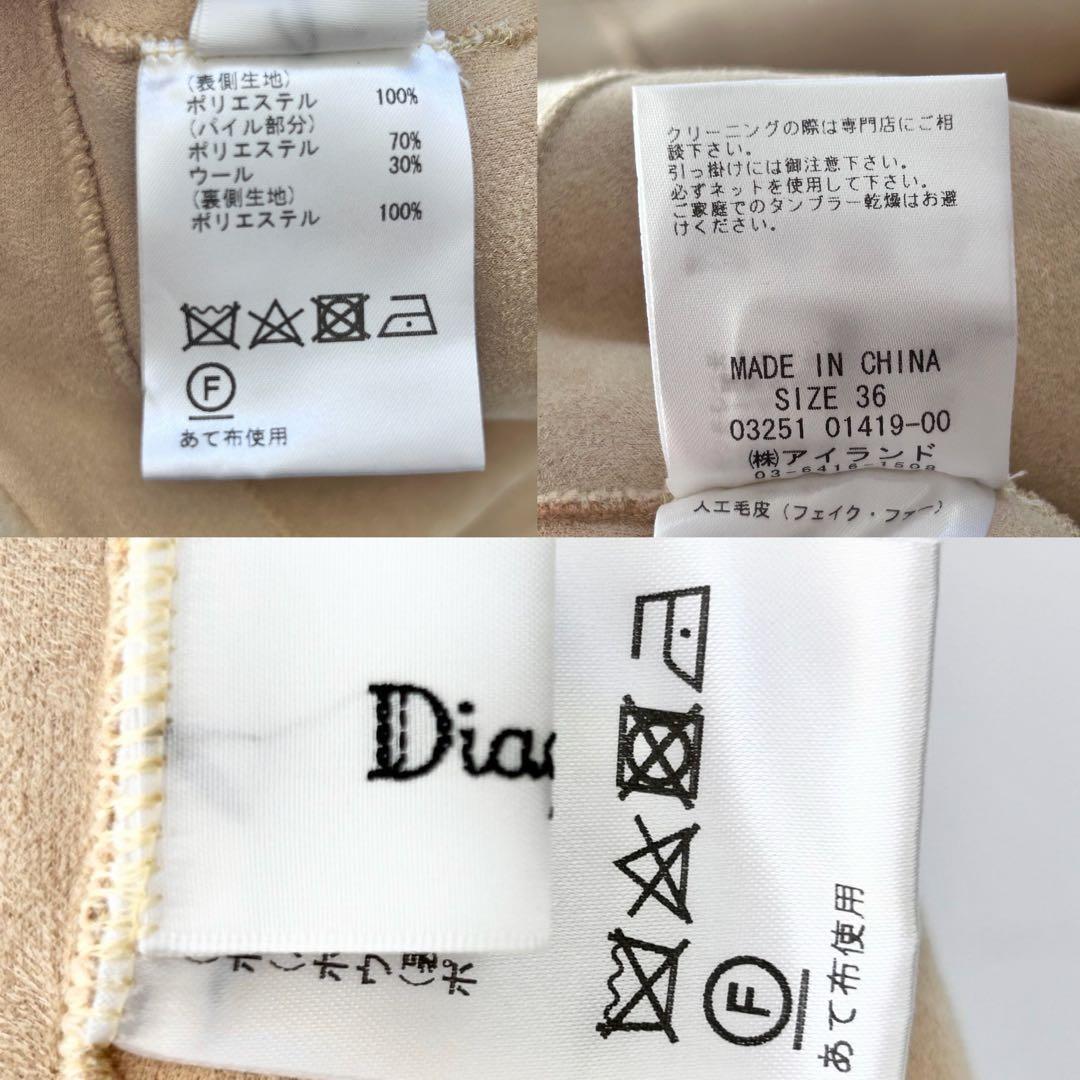 (表側生地)
ポリエステル 100%
(パイル部分)
ポリエステル 70%
ウール 30%
(裏側生地)
ポリエステル 100%
F
あて布使用
クリーニングの際は専門店にご相
談下さい。
引っ掛けには御注意下さい。
必ずネットを使用して下さい。
ご家庭でのタンブラー乾燥はお避
けください。
MADE IN CHINA
SIZE 36
03251 01419-00
(株)アイランド
03-6416-1508
人工毛皮(フェイク・ファー)
Dia
F
あて布使用